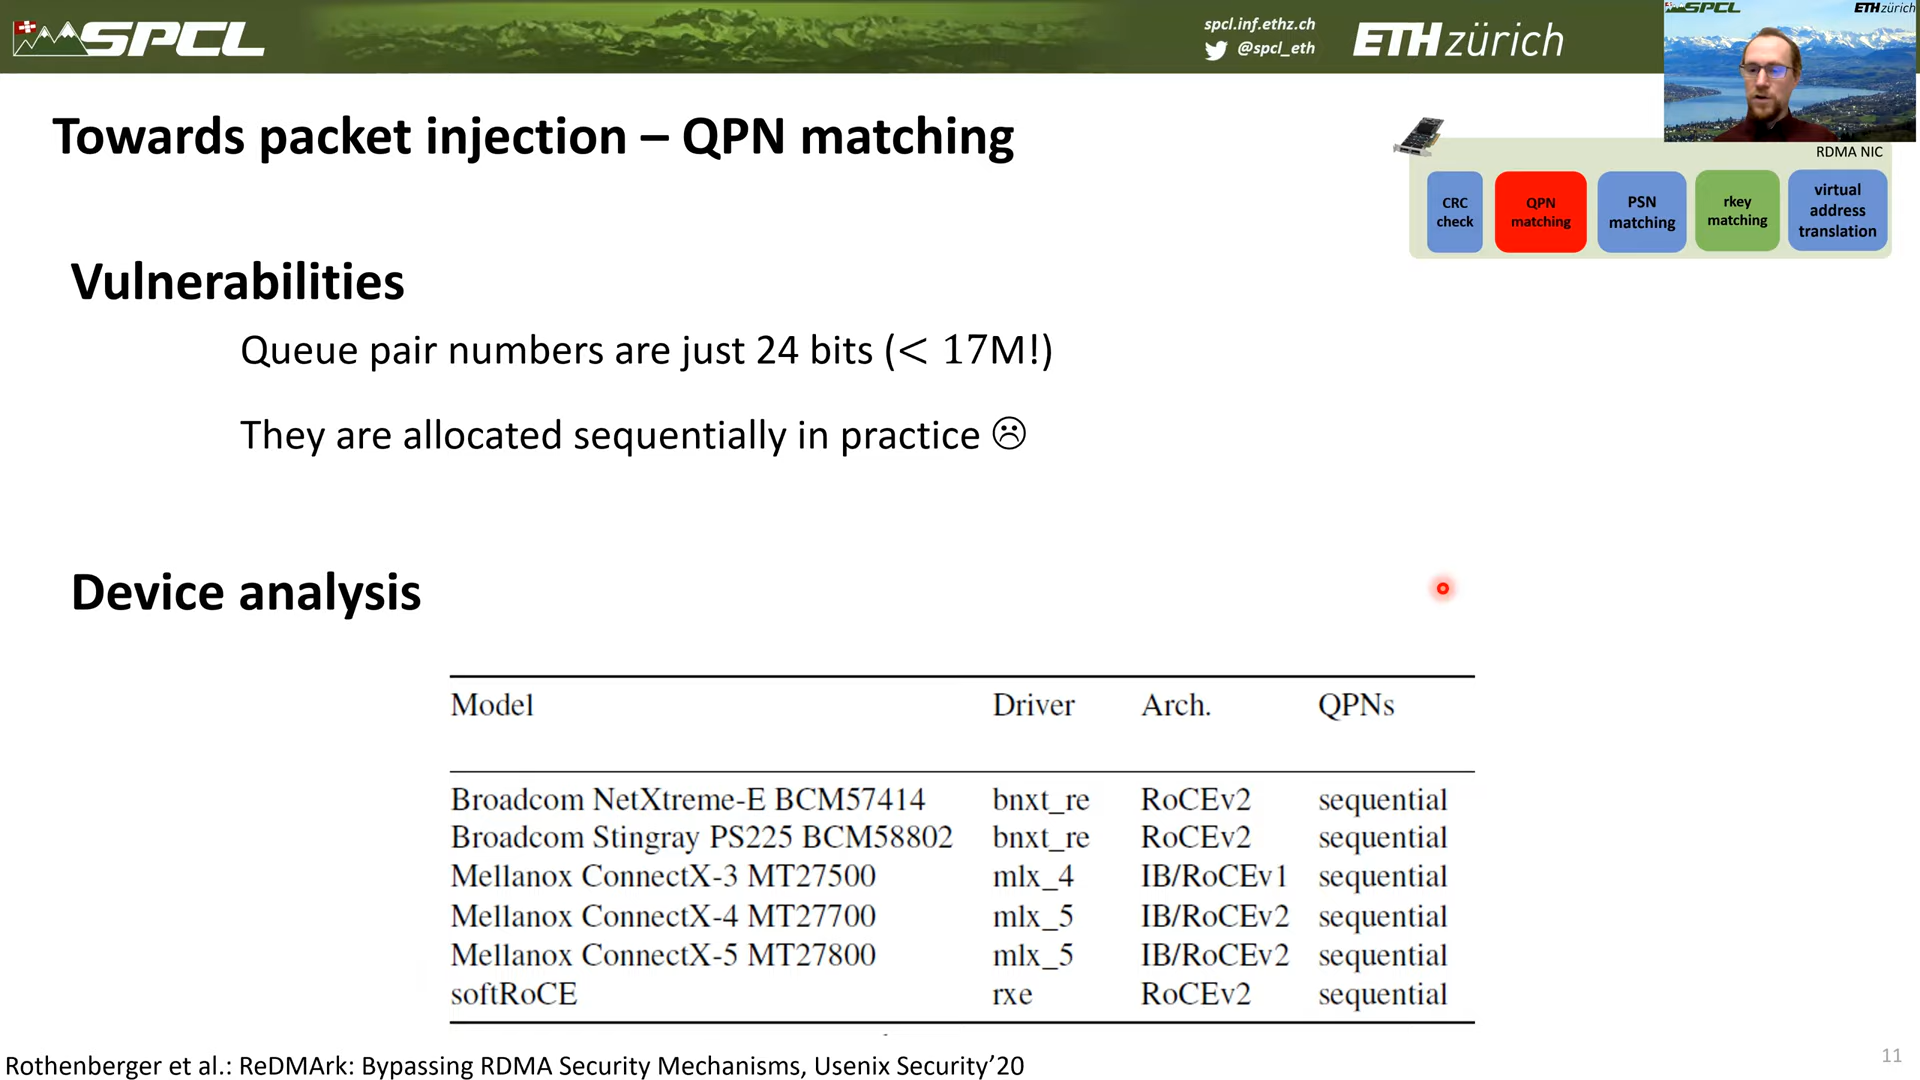 SPCL
spcl.inf.ethz.ch
@spcl_eth
ETH zürich
SPCL
ETH zürich
Towards packet injection – QPN matching
RDMA NIC
CRC
check
QPN
matching
PSN
matching
rkey
matching
virtual
address
translation
Vulnerabilities
Queue pair numbers are just 24 bits (< 17M!)
They are allocated sequentially in practice ☹
Device analysis
Model Driver Arch. QPNs
Broadcom NetXtreme-E BCM57414 bnxt_re RoCEv2 sequential
Broadcom Stingray PS225 BCM58802 bnxt_re RoCEv2 sequential
Mellanox ConnectX-3 MT27500 mlx_4 IB/RoCEv1 sequential
Mellanox ConnectX-4 MT27700 mlx_5 IB/RoCEv2 sequential
Mellanox ConnectX-5 MT27800 mlx_5 IB/RoCEv2 sequential
softRoCE rxe RoCEv2 sequential
Rothenberger et al.: ReDMArk: Bypassing RDMA Security Mechanisms, Usenix Security’20
11